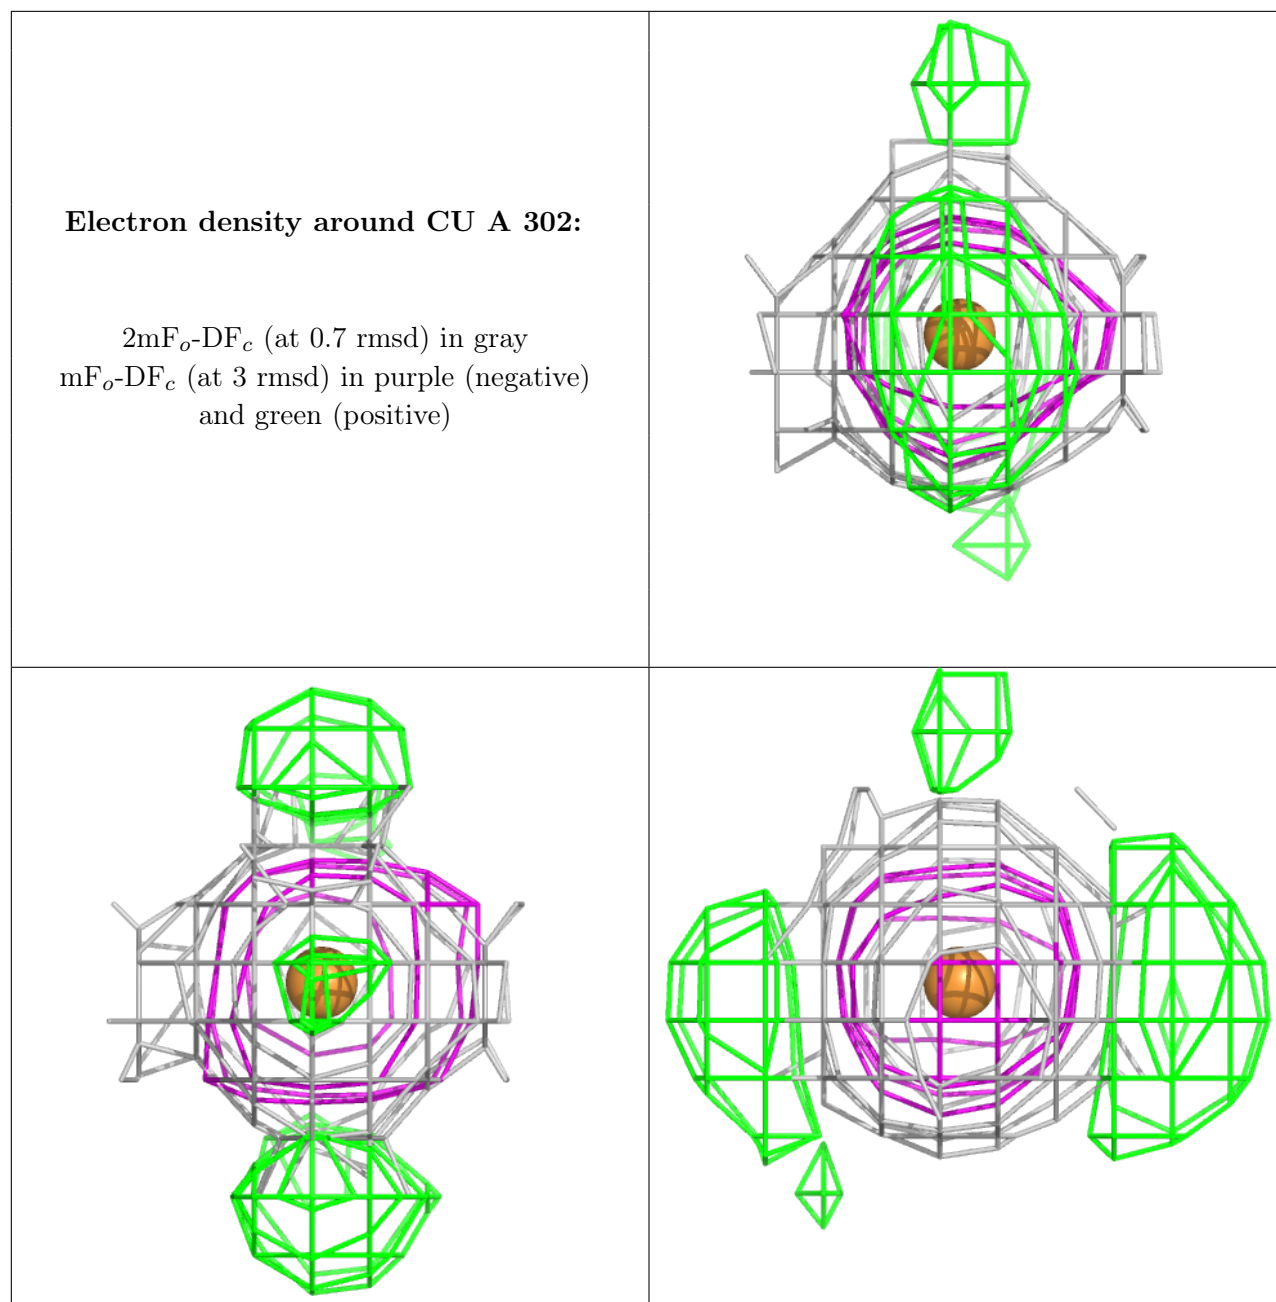 Electron density around CU A 302:
2mFo-DFc (at 0.7 rmsd) in gray
mFo-DFc (at 3 rmsd) in purple (negative)
and green (positive)